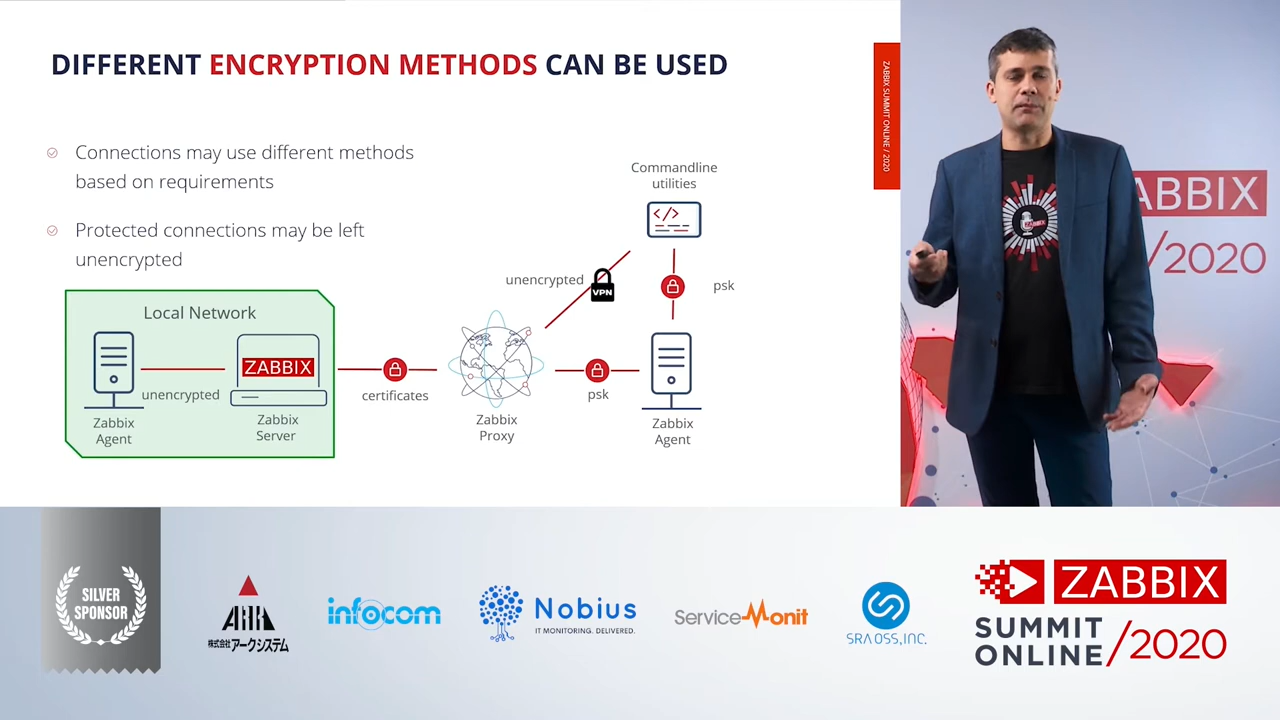 DIFFERENT ENCRYPTION METHODS CAN BE USED
Connections may use different methods
based on requirements
Protected connections may be left
unencrypted
Local Network
ZABBIX
unencrypted
Zabbix
Agent
Zabbix
Server
certificates
Zabbix
Proxy
unencrypted
VPN
Commandline
utilities
psk
psk
Zabbix
Agent
ZABBIX SUMMIT ONLINE / 2020
ZABBIX
ABBIX
/2020
SILVER
SPONSOR
ARK
株式会社アークシステム
infocom
Nobius
IT MONITORING. DELIVERED.
ServiceMonit
SRA OSS, INC.
ZABBIX
SUMMIT
ONLINE/2020